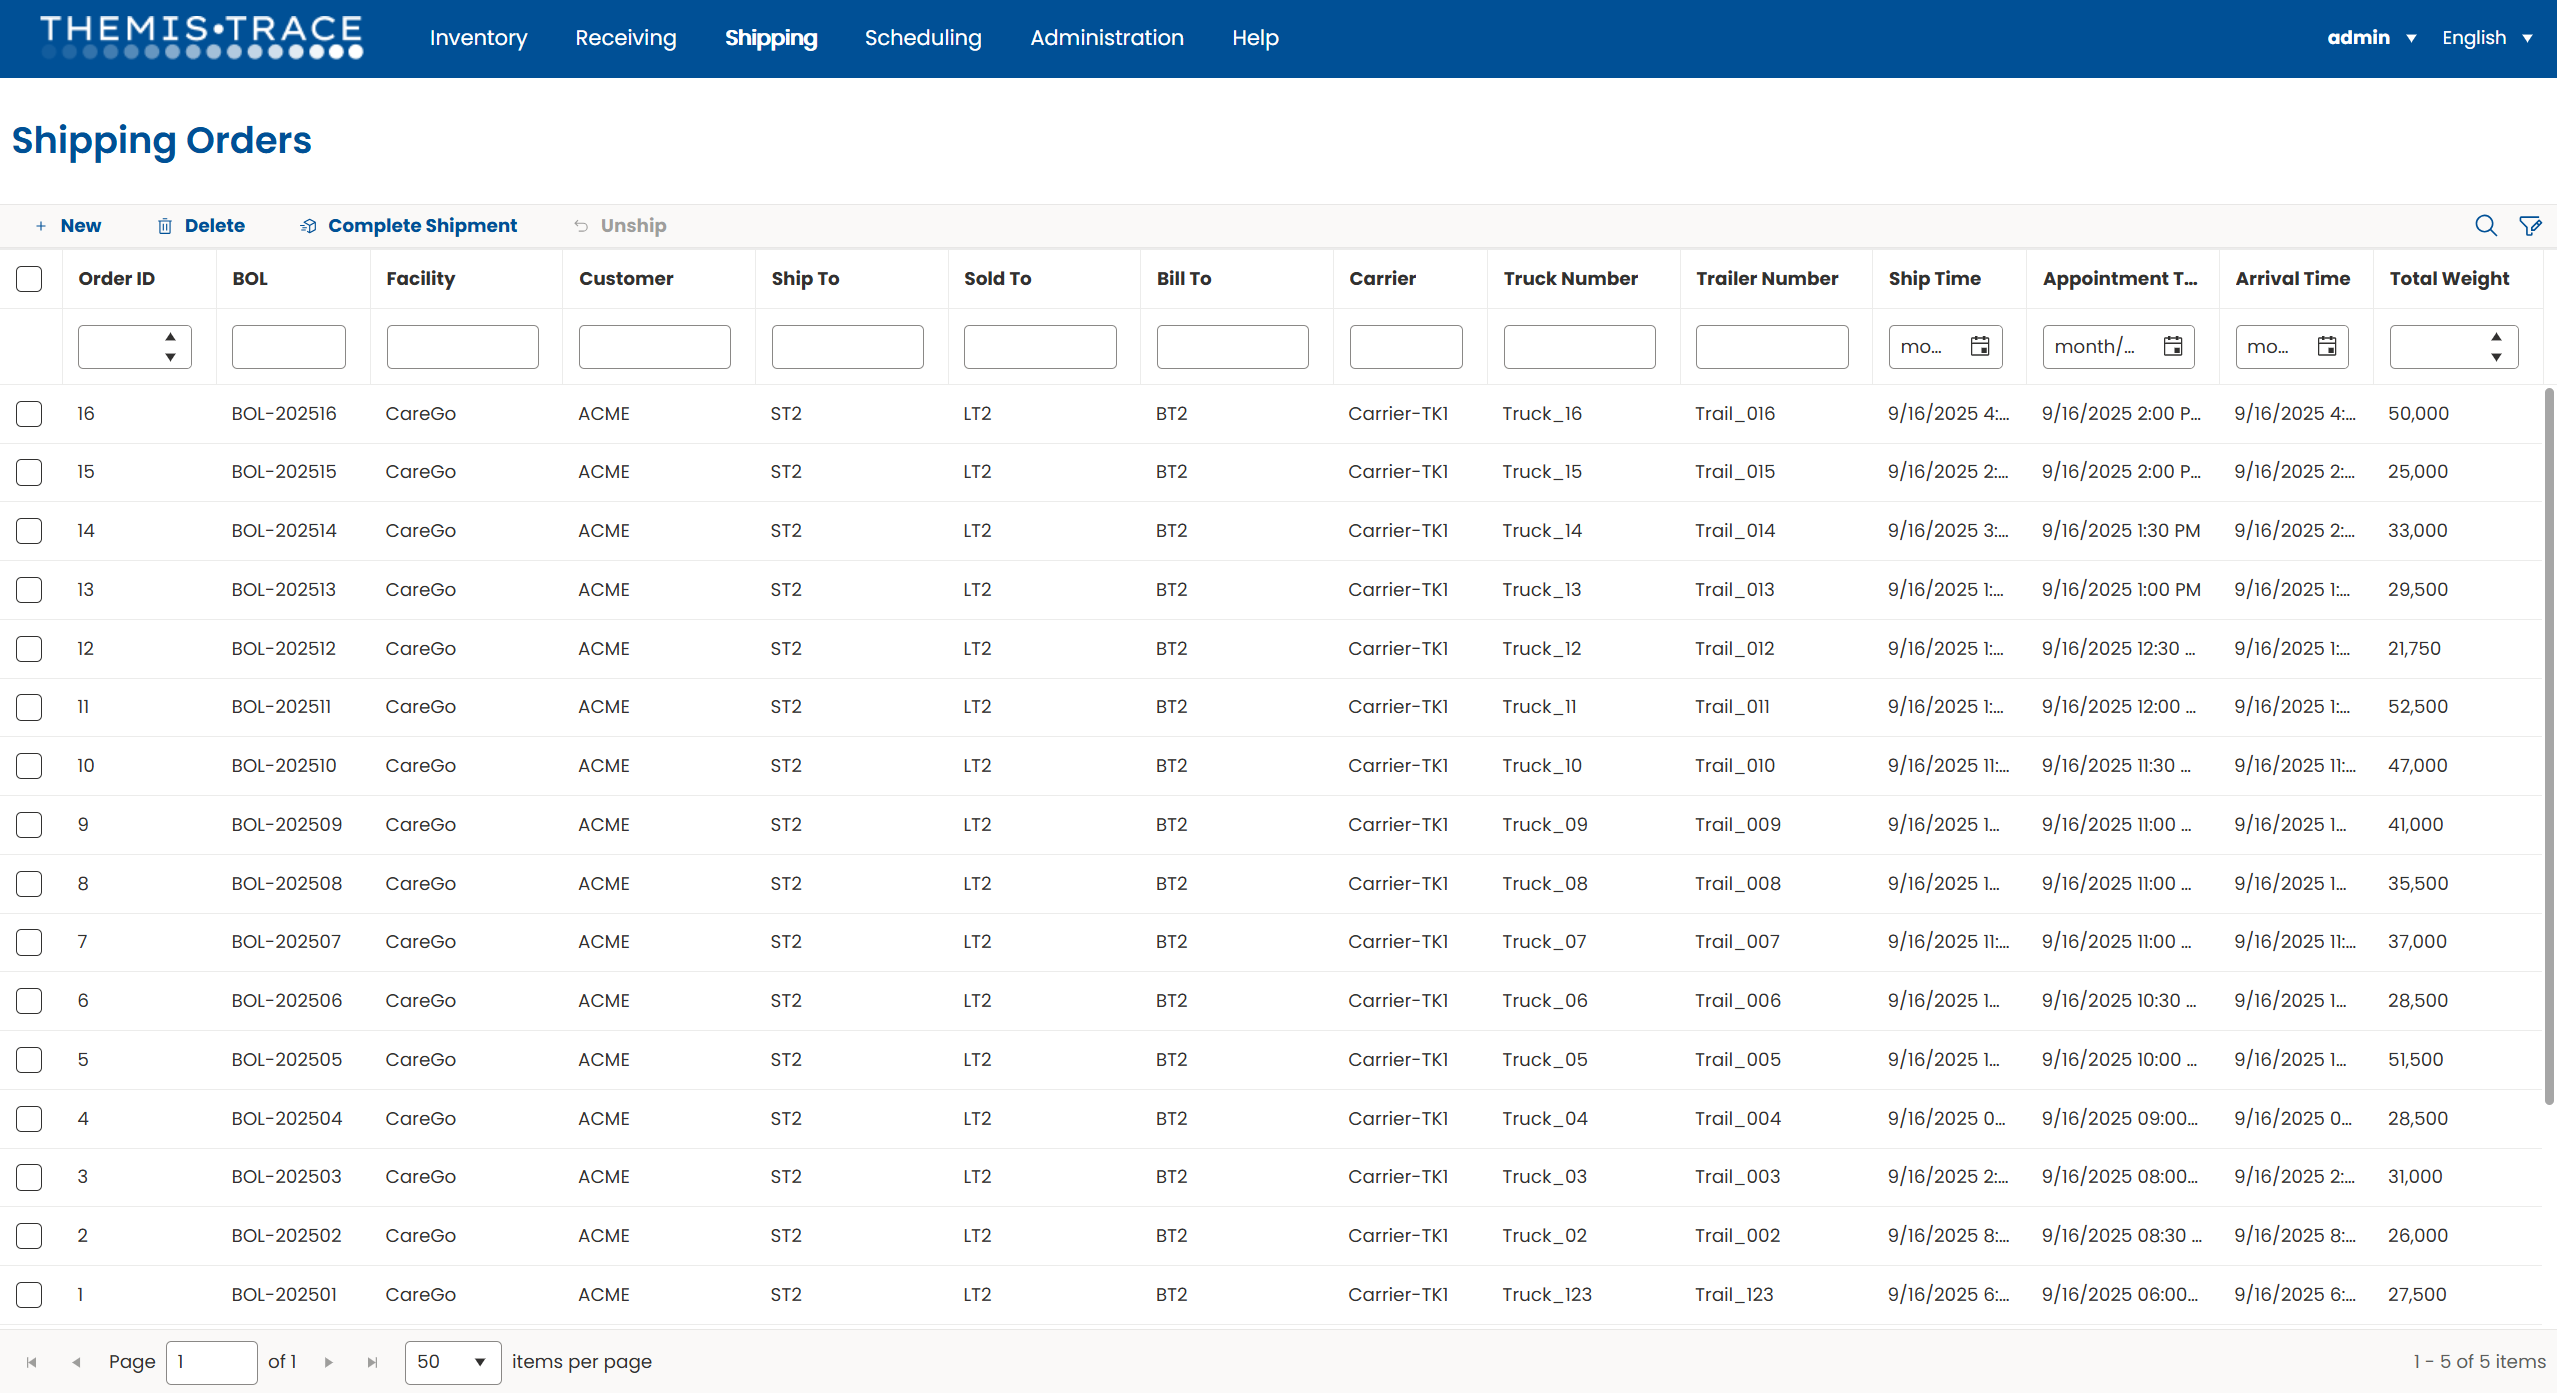 THEMIS•TRACE Inventory Receiving Shipping Scheduling Administration Help admin English
Shipping Orders
+ New Delete Complete Shipment Unship
Order ID BOL Facility Customer Ship To Sold To Bill To Carrier Truck Number Trailer Number Ship Time Appointment T... Arrival Time Total Weight
mo... month/... mo...
16 BOL-202516 CareGo ACME ST2 LT2 BT2 Carrier-TK1 Truck_16 Trail_016 9/16/2025 4:... 9/16/2025 2:00 P... 9/16/2025 4:... 50,000
15 BOL-202515 CareGo ACME ST2 LT2 BT2 Carrier-TK1 Truck_15 Trail_015 9/16/2025 2:... 9/16/2025 2:00 P... 9/16/2025 2:... 25,000
14 BOL-202514 CareGo ACME ST2 LT2 BT2 Carrier-TK1 Truck_14 Trail_014 9/16/2025 3:... 9/16/2025 1:30 PM 9/16/2025 2:... 33,000
13 BOL-202513 CareGo ACME ST2 LT2 BT2 Carrier-TK1 Truck_13 Trail_013 9/16/2025 1:... 9/16/2025 1:00 PM 9/16/2025 1:... 29,500
12 BOL-202512 CareGo ACME ST2 LT2 BT2 Carrier-TK1 Truck_12 Trail_012 9/16/2025 1:... 9/16/2025 12:30 ... 9/16/2025 1:... 21,750
11 BOL-202511 CareGo ACME ST2 LT2 BT2 Carrier-TK1 Truck_11 Trail_011 9/16/2025 1:... 9/16/2025 12:00 ... 9/16/2025 1:... 52,500
10 BOL-202510 CareGo ACME ST2 LT2 BT2 Carrier-TK1 Truck_10 Trail_010 9/16/2025 11:... 9/16/2025 11:30 ... 9/16/2025 11:... 47,000
9 BOL-202509 CareGo ACME ST2 LT2 BT2 Carrier-TK1 Truck_09 Trail_009 9/16/2025 1... 9/16/2025 11:00 ... 9/16/2025 1... 41,000
8 BOL-202508 CareGo ACME ST2 LT2 BT2 Carrier-TK1 Truck_08 Trail_008 9/16/2025 1... 9/16/2025 11:00 ... 9/16/2025 1... 35,500
7 BOL-202507 CareGo ACME ST2 LT2 BT2 Carrier-TK1 Truck_07 Trail_007 9/16/2025 11:... 9/16/2025 11:00 ... 9/16/2025 11:... 37,000
6 BOL-202506 CareGo ACME ST2 LT2 BT2 Carrier-TK1 Truck_06 Trail_006 9/16/2025 1... 9/16/2025 10:30 ... 9/16/2025 1... 28,500
5 BOL-202505 CareGo ACME ST2 LT2 BT2 Carrier-TK1 Truck_05 Trail_005 9/16/2025 1... 9/16/2025 10:00 ... 9/16/2025 1... 51,500
4 BOL-202504 CareGo ACME ST2 LT2 BT2 Carrier-TK1 Truck_04 Trail_004 9/16/2025 0... 9/16/2025 09:00... 9/16/2025 0... 28,500
3 BOL-202503 CareGo ACME ST2 LT2 BT2 Carrier-TK1 Truck_03 Trail_003 9/16/2025 2:... 9/16/2025 08:00... 9/16/2025 2:... 31,000
2 BOL-202502 CareGo ACME ST2 LT2 BT2 Carrier-TK1 Truck_02 Trail_002 9/16/2025 8:... 9/16/2025 08:30 ... 9/16/2025 8:... 26,000
1 BOL-202501 CareGo ACME ST2 LT2 BT2 Carrier-TK1 Truck_123 Trail_123 9/16/2025 6:... 9/16/2025 06:00... 9/16/2025 6:... 27,500
Page 1 of 1 50 items per page 1 - 5 of 5 items